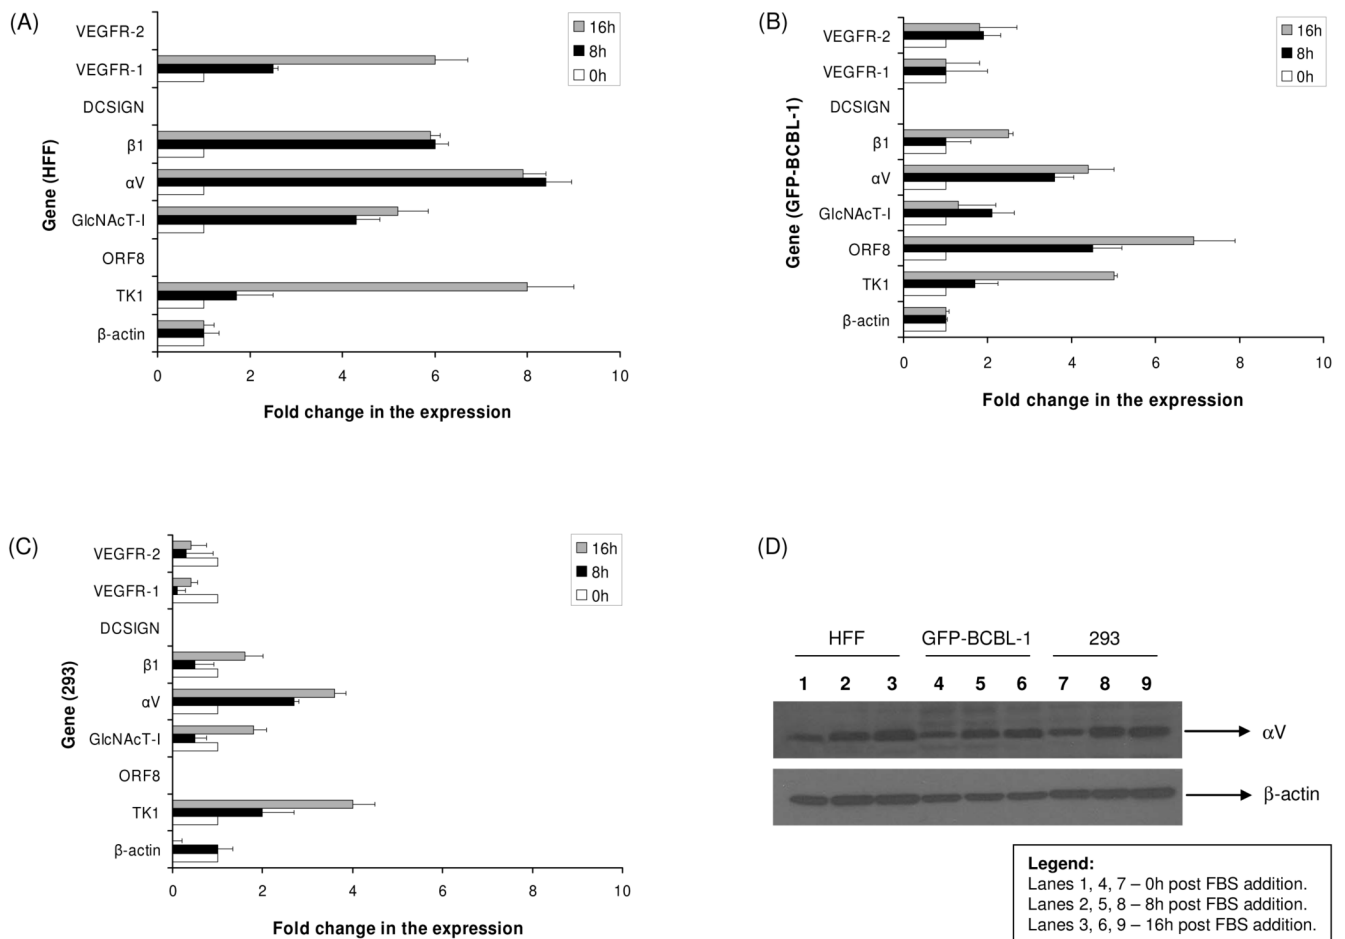 (A)
Gene (HFF)
VEGFR-2
VEGFR-1
DCSIGN
β1
αV
GlcNAcT-I
ORF8
TK1
β-actin
0 2 4 6 8 10
Fold change in the expression
16h
8h
0h
(B)
Gene (GFP-BCBL-1)
VEGFR-2
VEGFR-1
DCSIGN
β1
αV
GlcNAcT-I
ORF8
TK1
β-actin
0 2 4 6 8 10
Fold change in the expression
16h
8h
0h
(C)
Gene (293)
VEGFR-2
VEGFR-1
DCSIGN
β1
αV
GlcNAcT-I
ORF8
TK1
β-actin
0 2 4 6 8 10
Fold change in the expression
16h
8h
0h
(D)
HFF GFP-BCBL-1 293
1 2 3 4 5 6 7 8 9
αV
β-actin
Legend:
Lanes 1, 4, 7 – 0h post FBS addition.
Lanes 2, 5, 8 – 8h post FBS addition.
Lanes 3, 6, 9 – 16h post FBS addition.